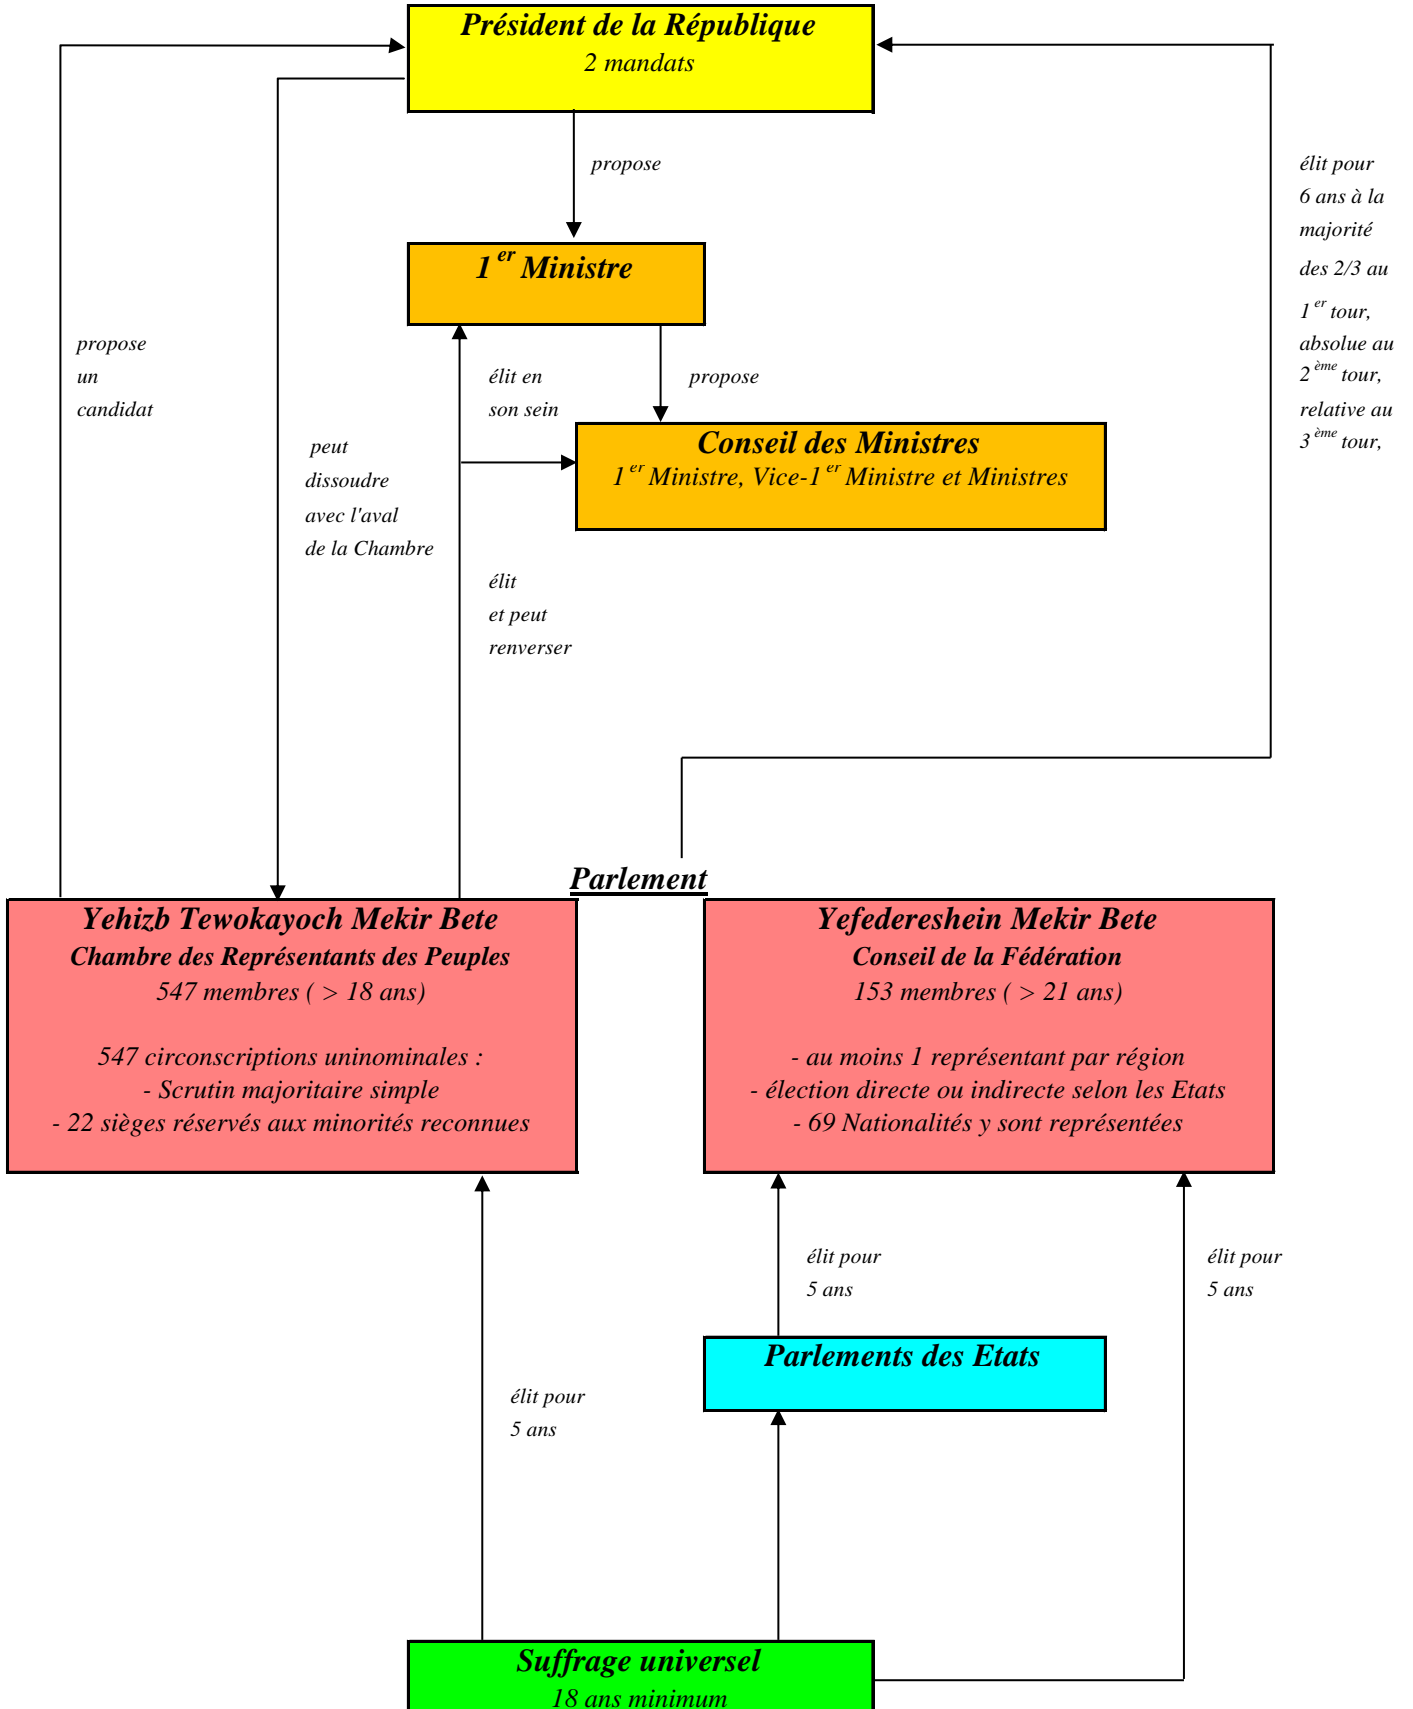 Président de la République
2 mandats
propose
élit pour
6 ans à la
majorité
des 2/3 au
1er tour,
absolue au
2ème tour,
relative au
3ème tour,
1er Ministre
propose
un
candidat
élit en
son sein
propose
peut
dissoudre
avec l'aval
de la Chambre
Conseil des Ministres
1er Ministre, Vice-1er Ministre et Ministres
élit
et peut
renverser
Parlement
Yehizb Tewokayoch Mekir Bete
Chambre des Représentants des Peuples
547 membres ( > 18 ans)
547 circonscriptions uninominales :
- Scrutin majoritaire simple
- 22 sièges réservés aux minorités reconnues
Yefedereshein Mekir Bete
Conseil de la Fédération
153 membres ( > 21 ans)
- au moins 1 représentant par région
- élection directe ou indirecte selon les Etats
- 69 Nationalités y sont représentées
élit pour
5 ans
élit pour
5 ans
Parlements des Etats
élit pour
5 ans
Suffrage universel
18 ans minimum